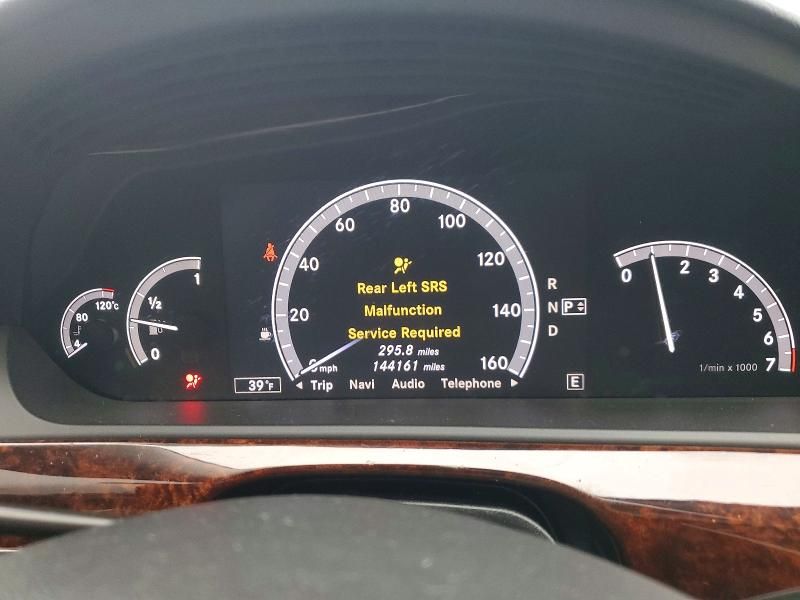 120°C
80
4
1
1/2
0
0
20
40
60
80
100
120
140
160
mph
Rear Left SRS
Malfunction
Service Required
295.8 miles
144161 miles
39°F
Trip Navi Audio Telephone
R
N
P
D
E
0
2
3
4
5
6
7
1/min x 1000